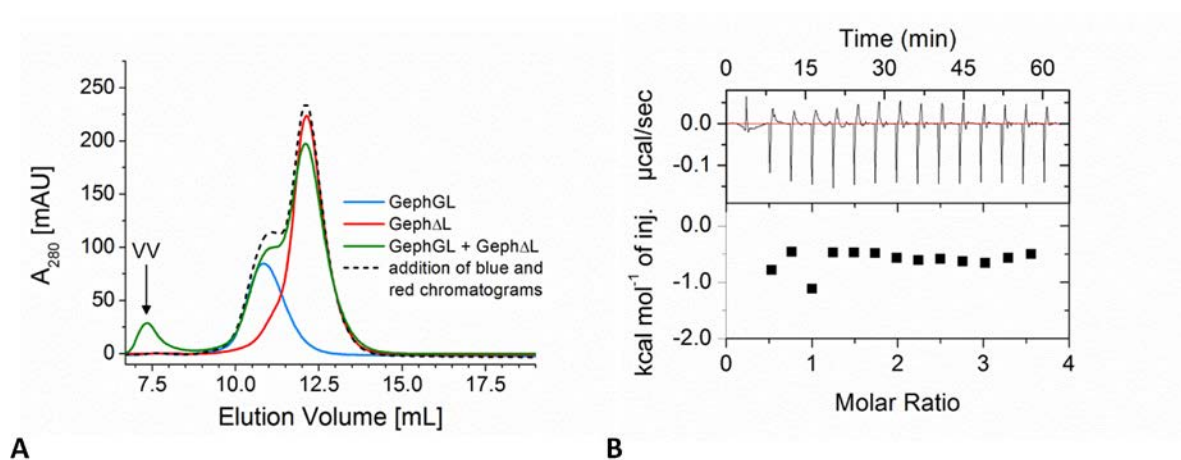 250
200
150
100
50
0
A280 [mAU]
VV
GephGL
GephΔL
GephGL + GephΔL
addition of blue and
red chromatograms
7.5 10.0 12.5 15.0 17.5
Elution Volume [mL]
A
Time (min)
0 15 30 45 60
0.0
-0.1
µcal/sec
0.0
-1.0
-2.0
kcal mol-1 of inj.
0 1 2 3 4
Molar Ratio
B